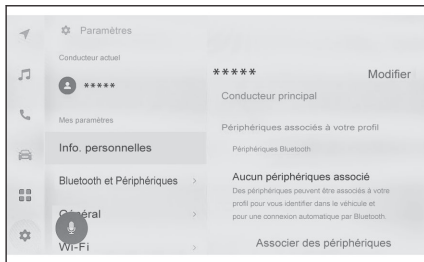 Paramètres
Conducteur actuel
*****
Mes paramètres
Info. personnelles
Bluetooth et Périphériques
Général
Wi-Fi
*****
Modifier
Conducteur principal
Périphériques associés à votre profil
Périphériques Bluetooth
Aucun périphériques associé
Des périphériques peuvent être associés à votre
profil pour vous identifier dans le véhicule et
pour une connexion automatique par Bluetooth.
Associer des périphériques